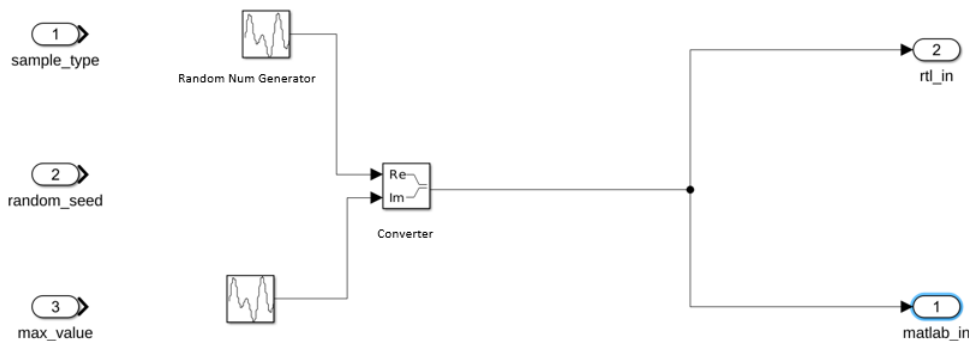 1
sample_type
Random Num Generator
2
rtl_in
2
random_seed
Re
Im
Converter
3
max_value
1
matlab_in